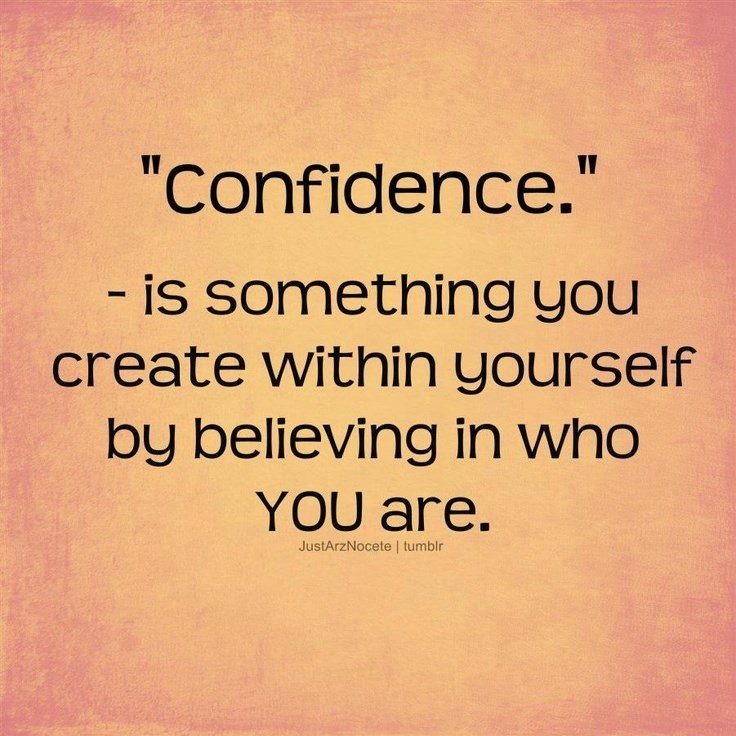 "Confidence."
- is something you
create within yourself
by believing in who
YOU are.
JustArzNocete | tumblr